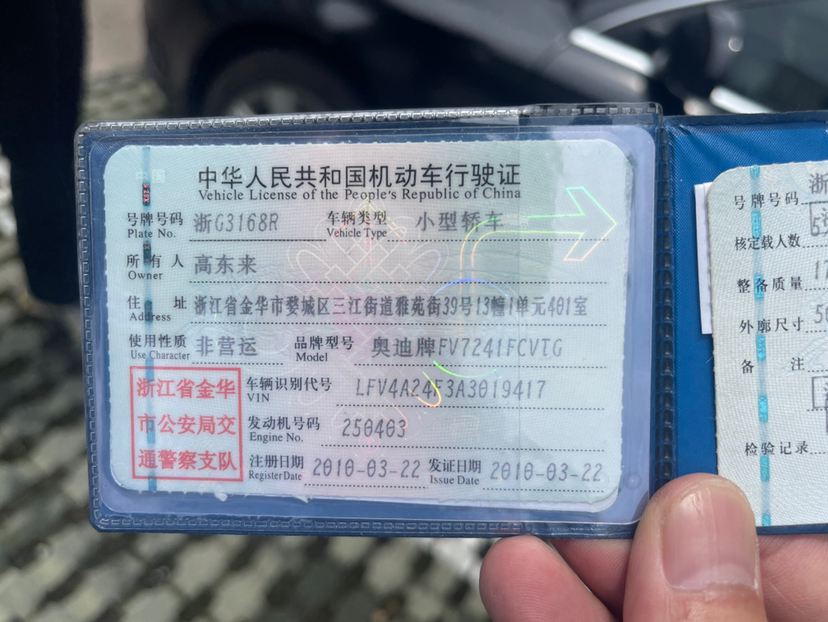 中国
中华人民共和国机动车行驶证
Vehicle License of the People's Republic of China
号牌号码 浙G3168R 车辆类型 小型轿车
Plate No. Vehicle Type
所有人 高东来
Owner
住址 浙江省金华市婺城区三江街道雅苑街39号13幢1单元401室
Address
使用性质 非营运 品牌型号 奥迪牌FV7241FCVTG
Use Character Model
浙江省金华
市公安局交
通警察支队
车辆识别代号 LFV4A24F3A3019417
VIN
发动机号码 250403
Engine No.
注册日期 2010-03-22 发证日期 2010-03-22
Register Date Issue Date
号牌号码 浙
核定载人数
整备质量 17
外廓尺寸 50
备注
检验记录